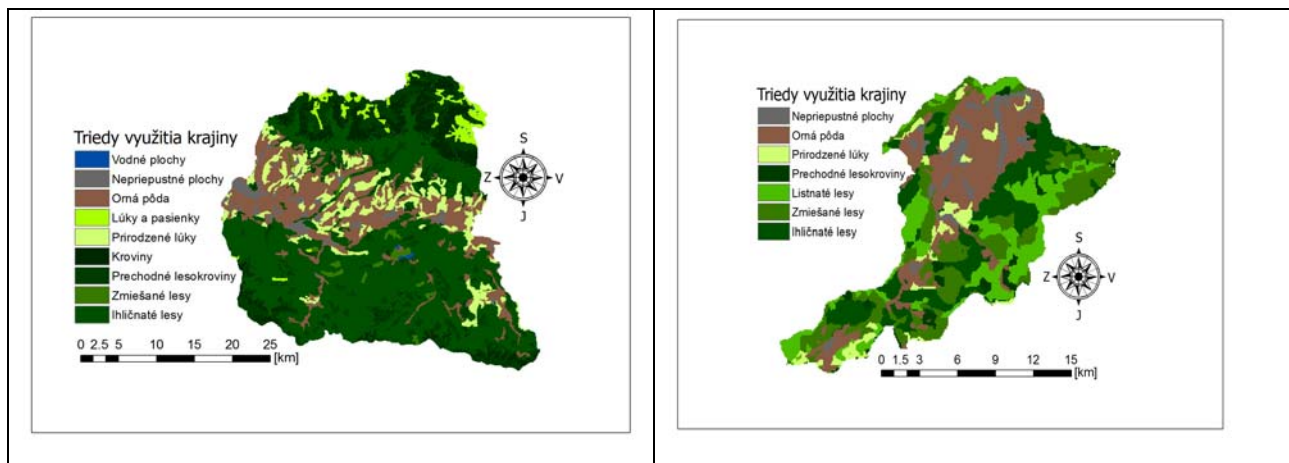 Triedy využitia krajiny
Vodné plochy
Nepriepustné plochy
Orná pôda
Lúky a pasienky
Prirodzené lúky
Kroviny
Prechodné lesokroviny
Zmiešané lesy
Ihličnaté lesy
0 2.5 5 10 15 20 25
[km]
S
Z V
J
Triedy využitia krajiny
Nepriepustné plochy
Orná pôda
Prirodzené lúky
Prechodné lesokroviny
Listnaté lesy
Zmiešané lesy
Ihličnaté lesy
S
Z V
J
0 1.5 3 6 9 12 15
[km]